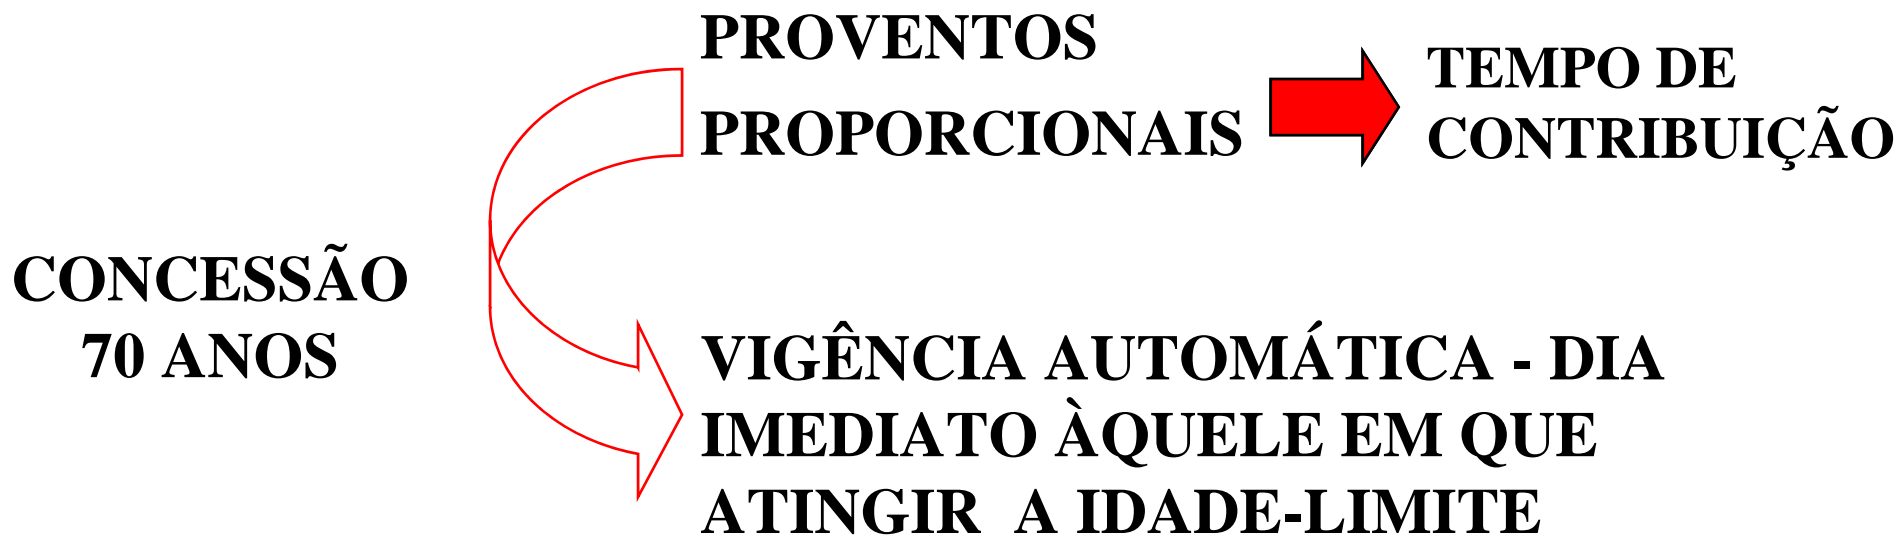 CONCESSÃO
70 ANOS
PROVENTOS
PROPORCIONAIS
TEMPO DE
CONTRIBUIÇÃO
VIGÊNCIA AUTOMÁTICA - DIA
IMEDIATO ÀQUELE EM QUE
ATINGIR A IDADE-LIMITE